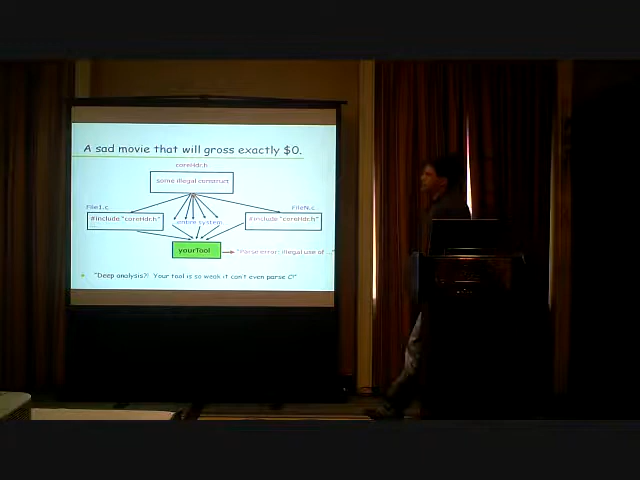 A sad movie that will gross exactly $0.
coreHdr.h
some illegal construct
File1.c
FileN.c
#include "coreHdr.h"
...
entire system
#include "coreHdr.h"
yourTool
"Parse error: illegal use of ..."
"Deep analysis?! Your tool is so weak it can't even parse C!"